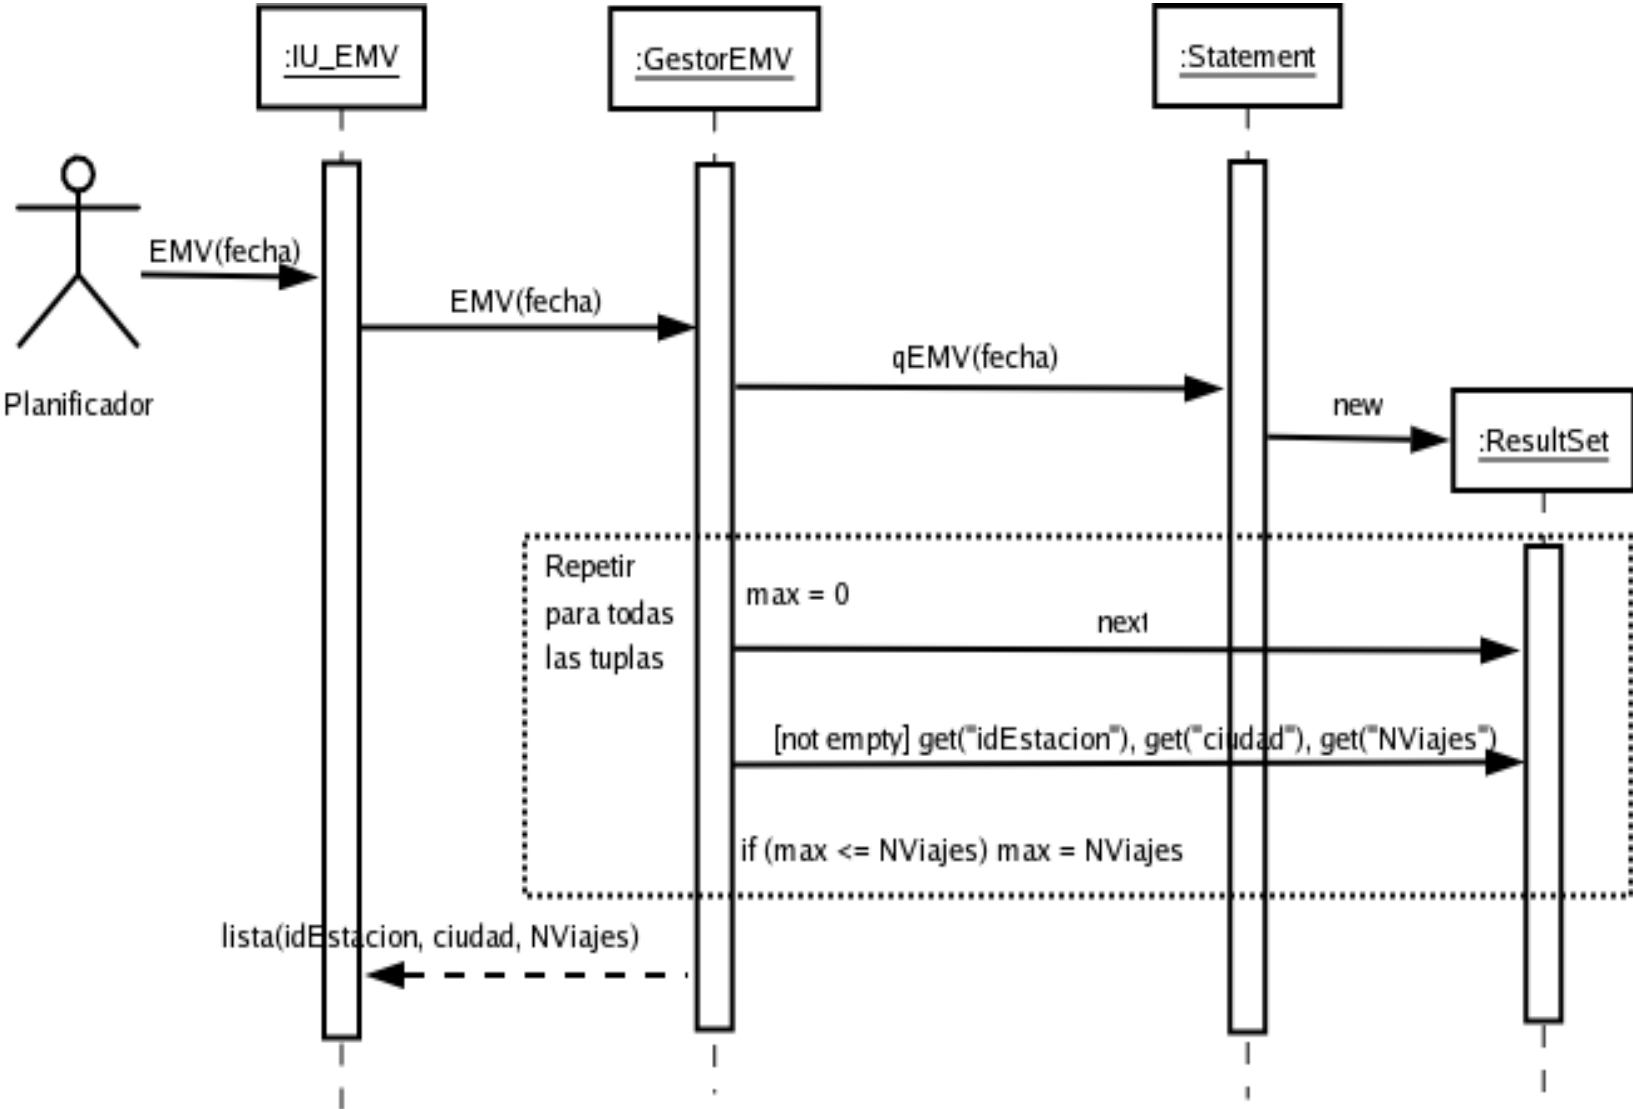 :IU_EMV
:GestorEMV
:Statement
EMV(fecha)
EMV(fecha)
qEMV(fecha)
Planificador
new
:ResultSet
Repetir
para todas
las tuplas
max = 0
next
[not empty] get("idEstacion"), get("ciudad"), get("NViajes")
if (max <= NViajes) max = NViajes
lista(idEstacion, ciudad, NViajes)